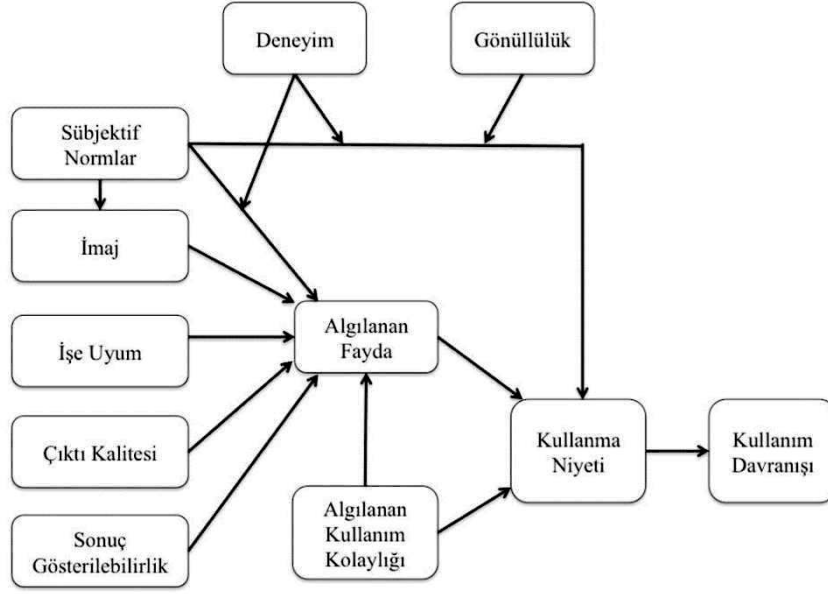 Deneyim
Gönüllülük
Sübjektif
Normlar
İmaj
İşe Uyum
Algılanan
Fayda
Çıktı Kalitesi
Kullanma
Niyeti
Kullanım
Davranışı
Sonuç
Gösterilebilirlik
Algılanan
Kullanım
Kolaylığı